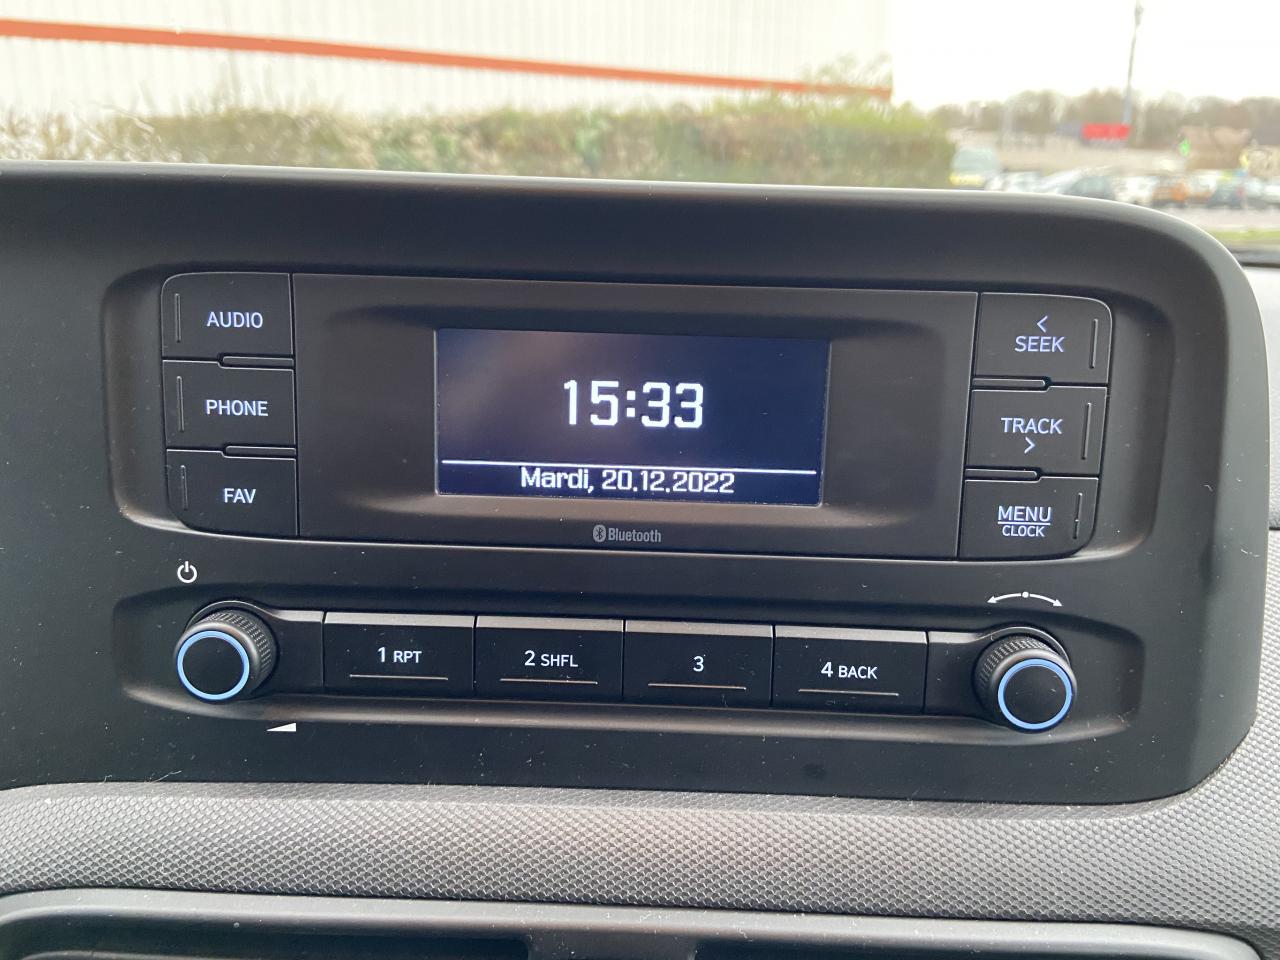 AUDIO
PHONE
FAV
15:33
Mardi, 20.12.2022
Bluetooth
<
SEEK
TRACK
>
MENU
CLOCK
1 RPT
2 SHFL
3
4 BACK